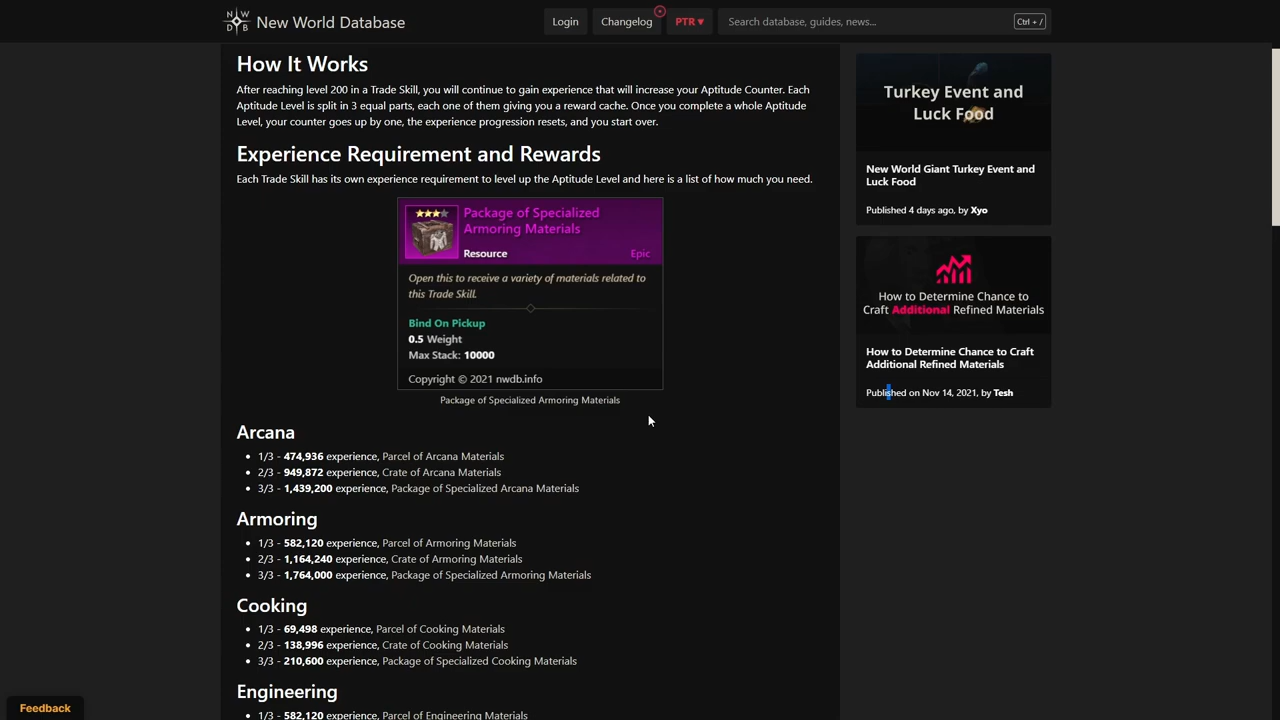 New World Database
Login
Changelog
PTR ▾
Search database, guides, news...
Ctrl + /
How It Works
After reaching level 200 in a Trade Skill, you will continue to gain experience that will increase your Aptitude Counter. Each
Aptitude Level is split in 3 equal parts, each one of them giving you a reward cache. Once you complete a whole Aptitude
Level, your counter goes up by one, the experience progression resets, and you start over.
Experience Requirement and Rewards
Each Trade Skill has its own experience requirement to level up the Aptitude Level and here is a list of how much you need.
Package of Specialized
Armoring Materials
Resource
Epic
Open this to receive a variety of materials related to
this Trade Skill.
Bind On Pickup
0.5 Weight
Max Stack: 10000
Copyright © 2021 nwdb.info
Package of Specialized Armoring Materials
Arcana
• 1/3 - 474,936 experience, Parcel of Arcana Materials
• 2/3 - 949,872 experience, Crate of Arcana Materials
• 3/3 - 1,439,200 experience, Package of Specialized Arcana Materials
Armoring
• 1/3 - 582,120 experience, Parcel of Armoring Materials
• 2/3 - 1,164,240 experience, Crate of Armoring Materials
• 3/3 - 1,764,000 experience, Package of Specialized Armoring Materials
Cooking
• 1/3 - 69,498 experience, Parcel of Cooking Materials
• 2/3 - 138,996 experience, Crate of Cooking Materials
• 3/3 - 210,600 experience, Package of Specialized Cooking Materials
Engineering
• 1/3 - 582,120 experience, Parcel of Engineering Materials
Turkey Event and
Luck Food
New World Giant Turkey Event and
Luck Food
Published 4 days ago, by Xyo
How to Determine Chance to
Craft Additional Refined Materials
How to Determine Chance to Craft
Additional Refined Materials
Published on Nov 14, 2021, by Tesh
Feedback